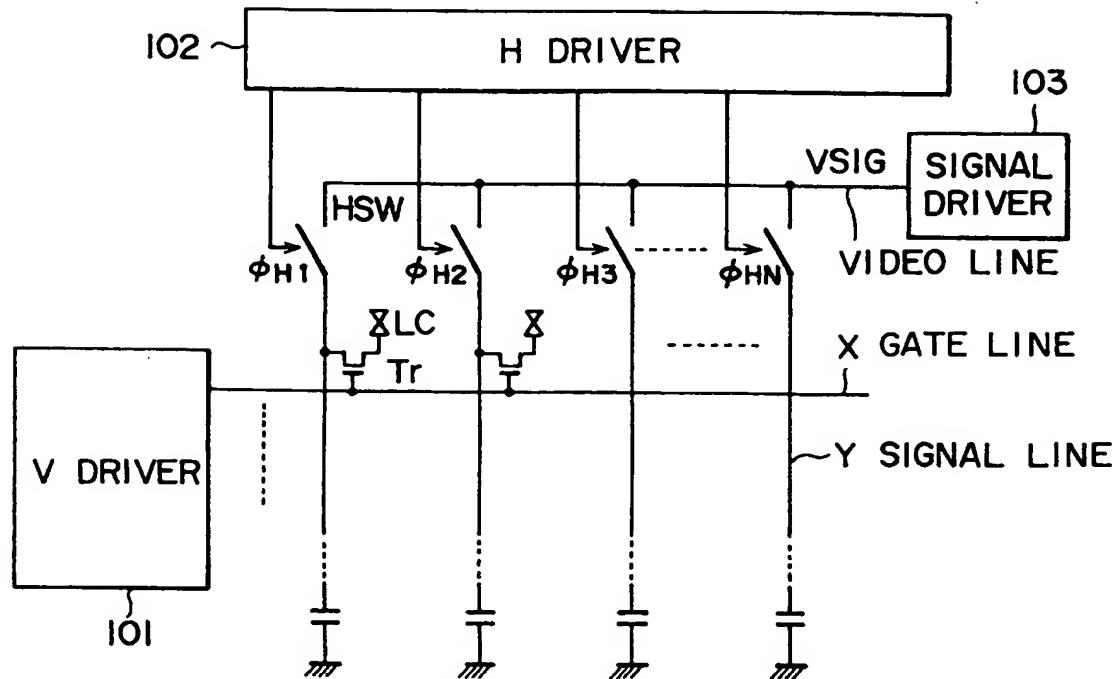 102
H DRIVER
103
VSIG
SIGNAL
DRIVER
HSW
ϕH1
ϕH2
ϕH3
ϕHN
VIDEO LINE
LC
Tr
X GATE LINE
V DRIVER
Y SIGNAL LINE
101